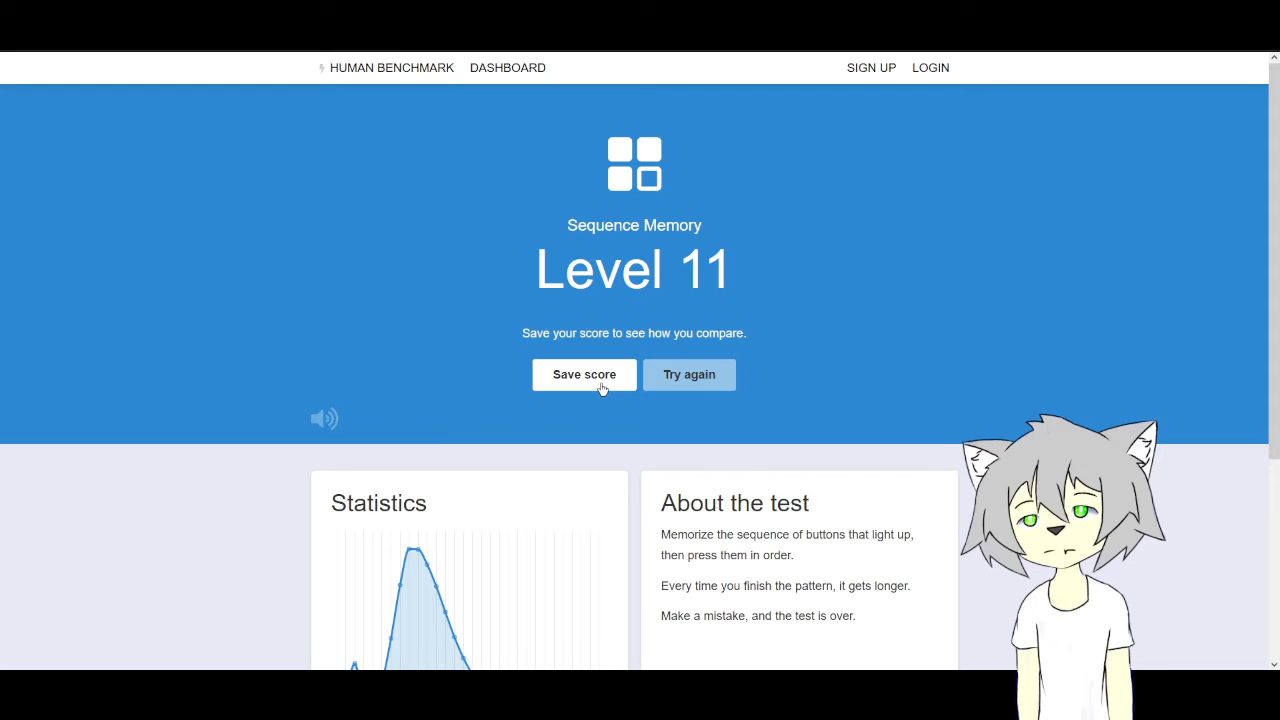 HUMAN BENCHMARK DASHBOARD SIGN UP LOGIN
Sequence Memory
Level 11
Save your score to see how you compare.
Save score Try again
Statistics
About the test
Memorize the sequence of buttons that light up,
then press them in order.
Every time you finish the pattern, it gets longer.
Make a mistake, and the test is over.